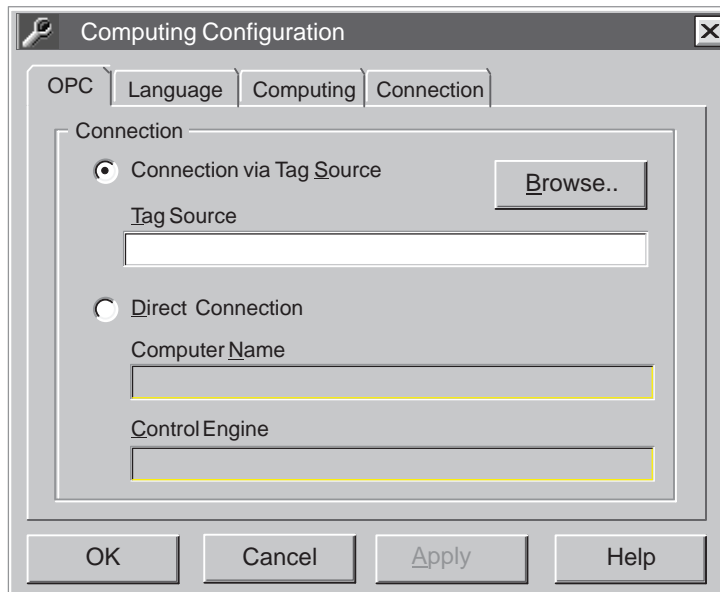 Computing Configuration
OPC Language Computing Connection
Connection
Connection via Tag Source
Browse..
Tag Source
Direct Connection
Computer Name
Control Engine
OK Cancel Apply Help